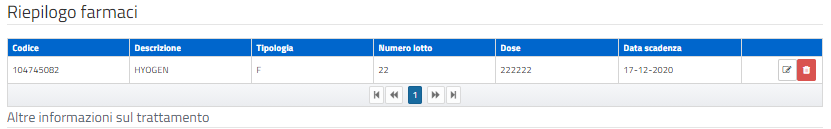 Riepilogo farmaci
Codice Descrizione Tipologia Numero lotto Dose Data scadenza
104745082 HYOGEN F 22 222222 17-12-2020
1
Altre informazioni sul trattamento